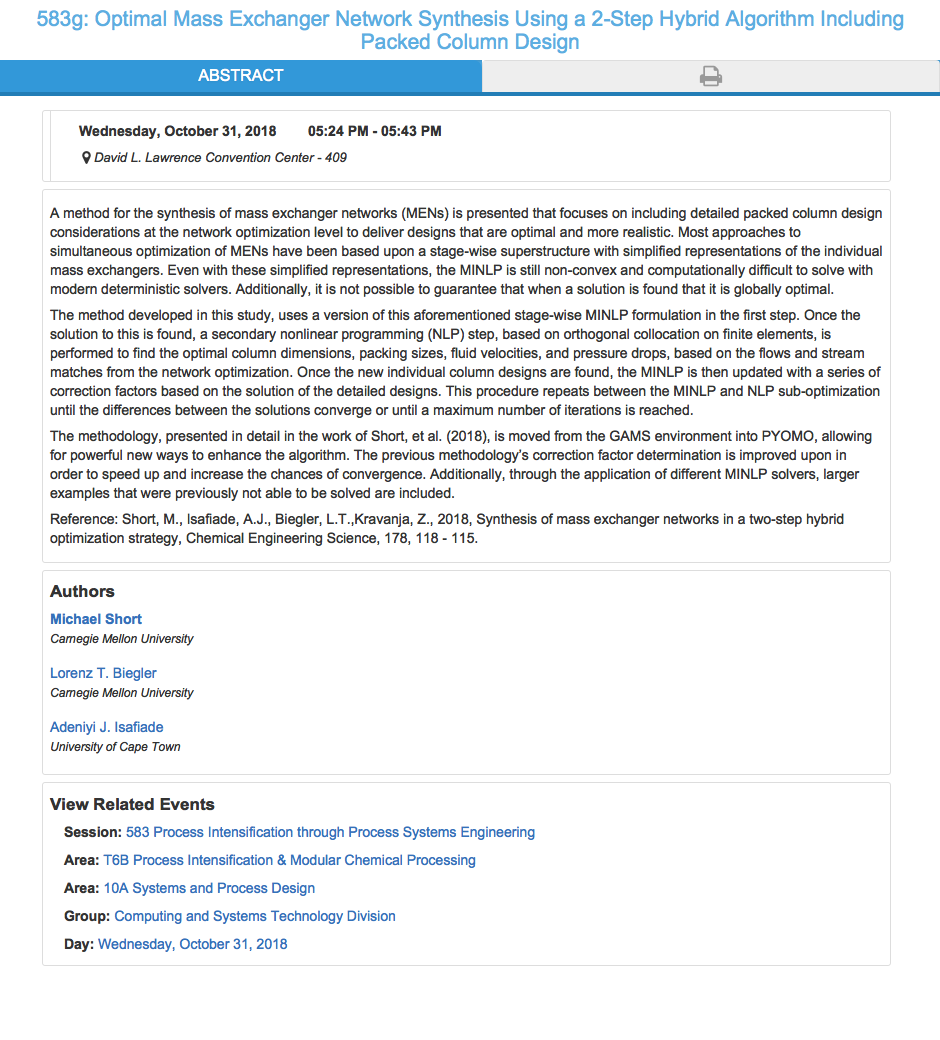 583g: Optimal Mass Exchanger Network Synthesis Using a 2-Step Hybrid Algorithm Including
Packed Column Design
ABSTRACT
Wednesday, October 31, 2018 05:24 PM - 05:43 PM
David L. Lawrence Convention Center - 409
A method for the synthesis of mass exchanger networks (MENs) is presented that focuses on including detailed packed column design
considerations at the network optimization level to deliver designs that are optimal and more realistic. Most approaches to
simultaneous optimization of MENs have been based upon a stage-wise superstructure with simplified representations of the individual
mass exchangers. Even with these simplified representations, the MINLP is still non-convex and computationally difficult to solve with
modern deterministic solvers. Additionally, it is not possible to guarantee that when a solution is found that it is globally optimal.
The method developed in this study, uses a version of this aforementioned stage-wise MINLP formulation in the first step. Once the
solution to this is found, a secondary nonlinear programming (NLP) step, based on orthogonal collocation on finite elements, is
performed to find the optimal column dimensions, packing sizes, fluid velocities, and pressure drops, based on the flows and stream
matches from the network optimization. Once the new individual column designs are found, the MINLP is then updated with a series of
correction factors based on the solution of the detailed designs. This procedure repeats between the MINLP and NLP sub-optimization
until the differences between the solutions converge or until a maximum number of iterations is reached.
The methodology, presented in detail in the work of Short, et al. (2018), is moved from the GAMS environment into PYOMO, allowing
for powerful new ways to enhance the algorithm. The previous methodology's correction factor determination is improved upon in
order to speed up and increase the chances of convergence. Additionally, through the application of different MINLP solvers, larger
examples that were previously not able to be solved are included.
Reference: Short, M., Isafiade, A.J., Biegler, L.T.,Kravanja, Z., 2018, Synthesis of mass exchanger networks in a two-step hybrid
optimization strategy, Chemical Engineering Science, 178, 118 - 115.
Authors
Michael Short
Carnegie Mellon University
Lorenz T. Biegler
Carnegie Mellon University
Adeniyi J. Isafiade
University of Cape Town
View Related Events
Session: 583 Process Intensification through Process Systems Engineering
Area: T6B Process Intensification & Modular Chemical Processing
Area: 10A Systems and Process Design
Group: Computing and Systems Technology Division
Day: Wednesday, October 31, 2018